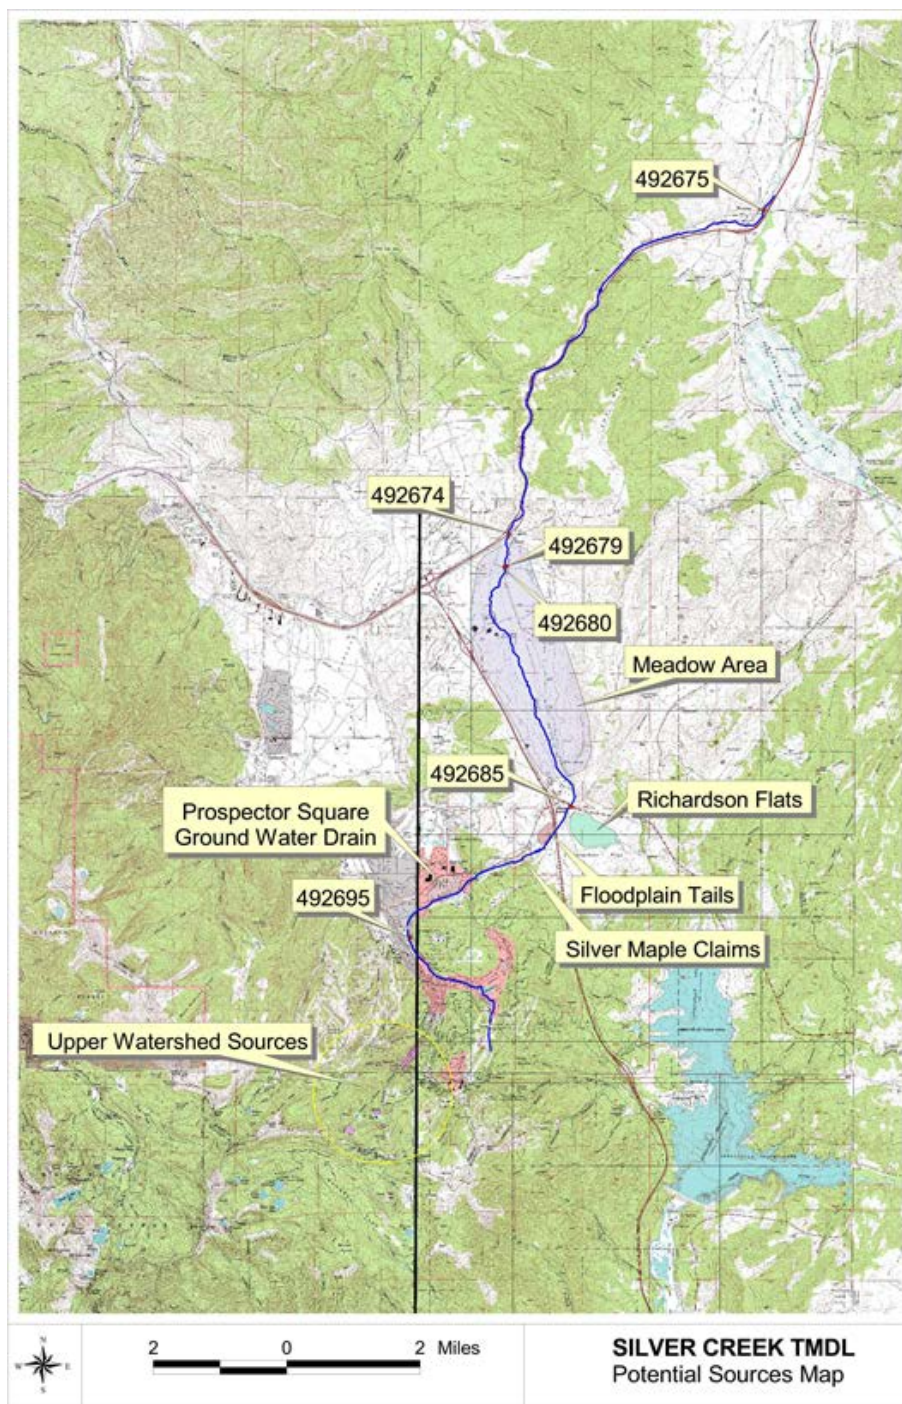 492675
492674
492679
492680
Meadow Area
492685
Richardson Flats
Prospector Square
Ground Water Drain
Floodplain Tails
492695
Silver Maple Claims
Upper Watershed Sources
N
W E
S
2 0 2 Miles
SILVER CREEK TMDL
Potential Sources Map